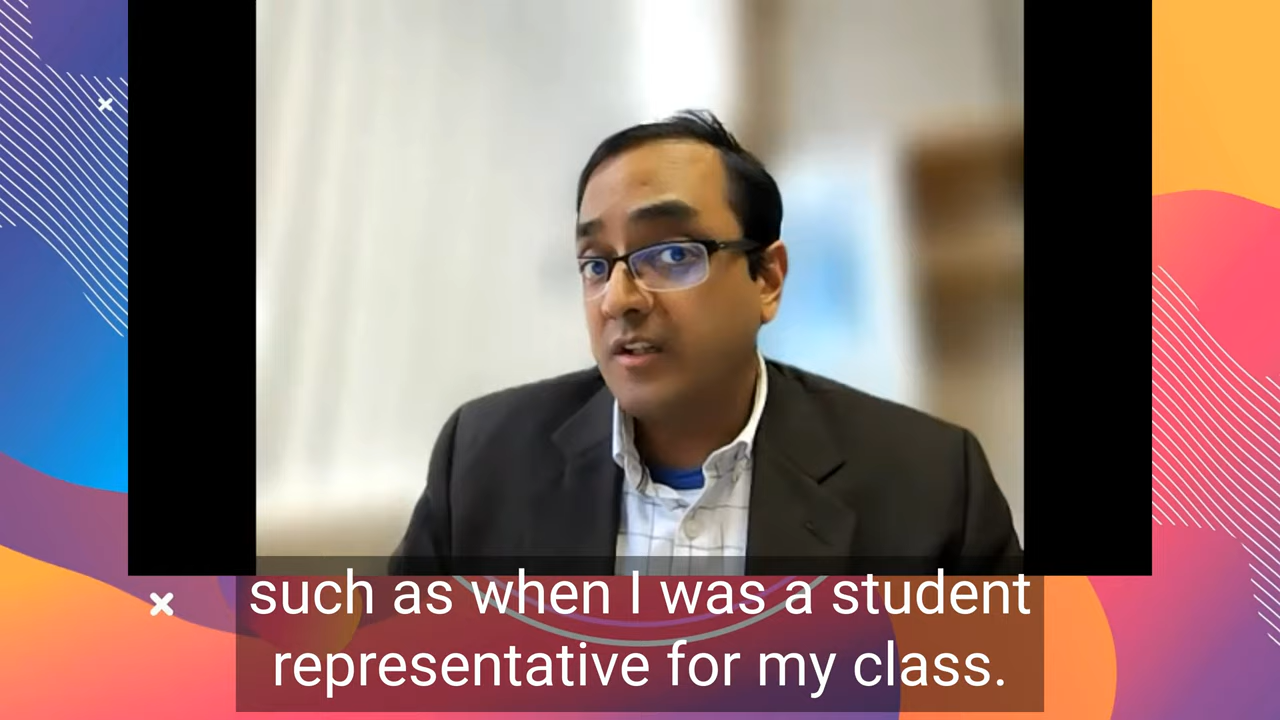 such as when I was a student
representative for my class.